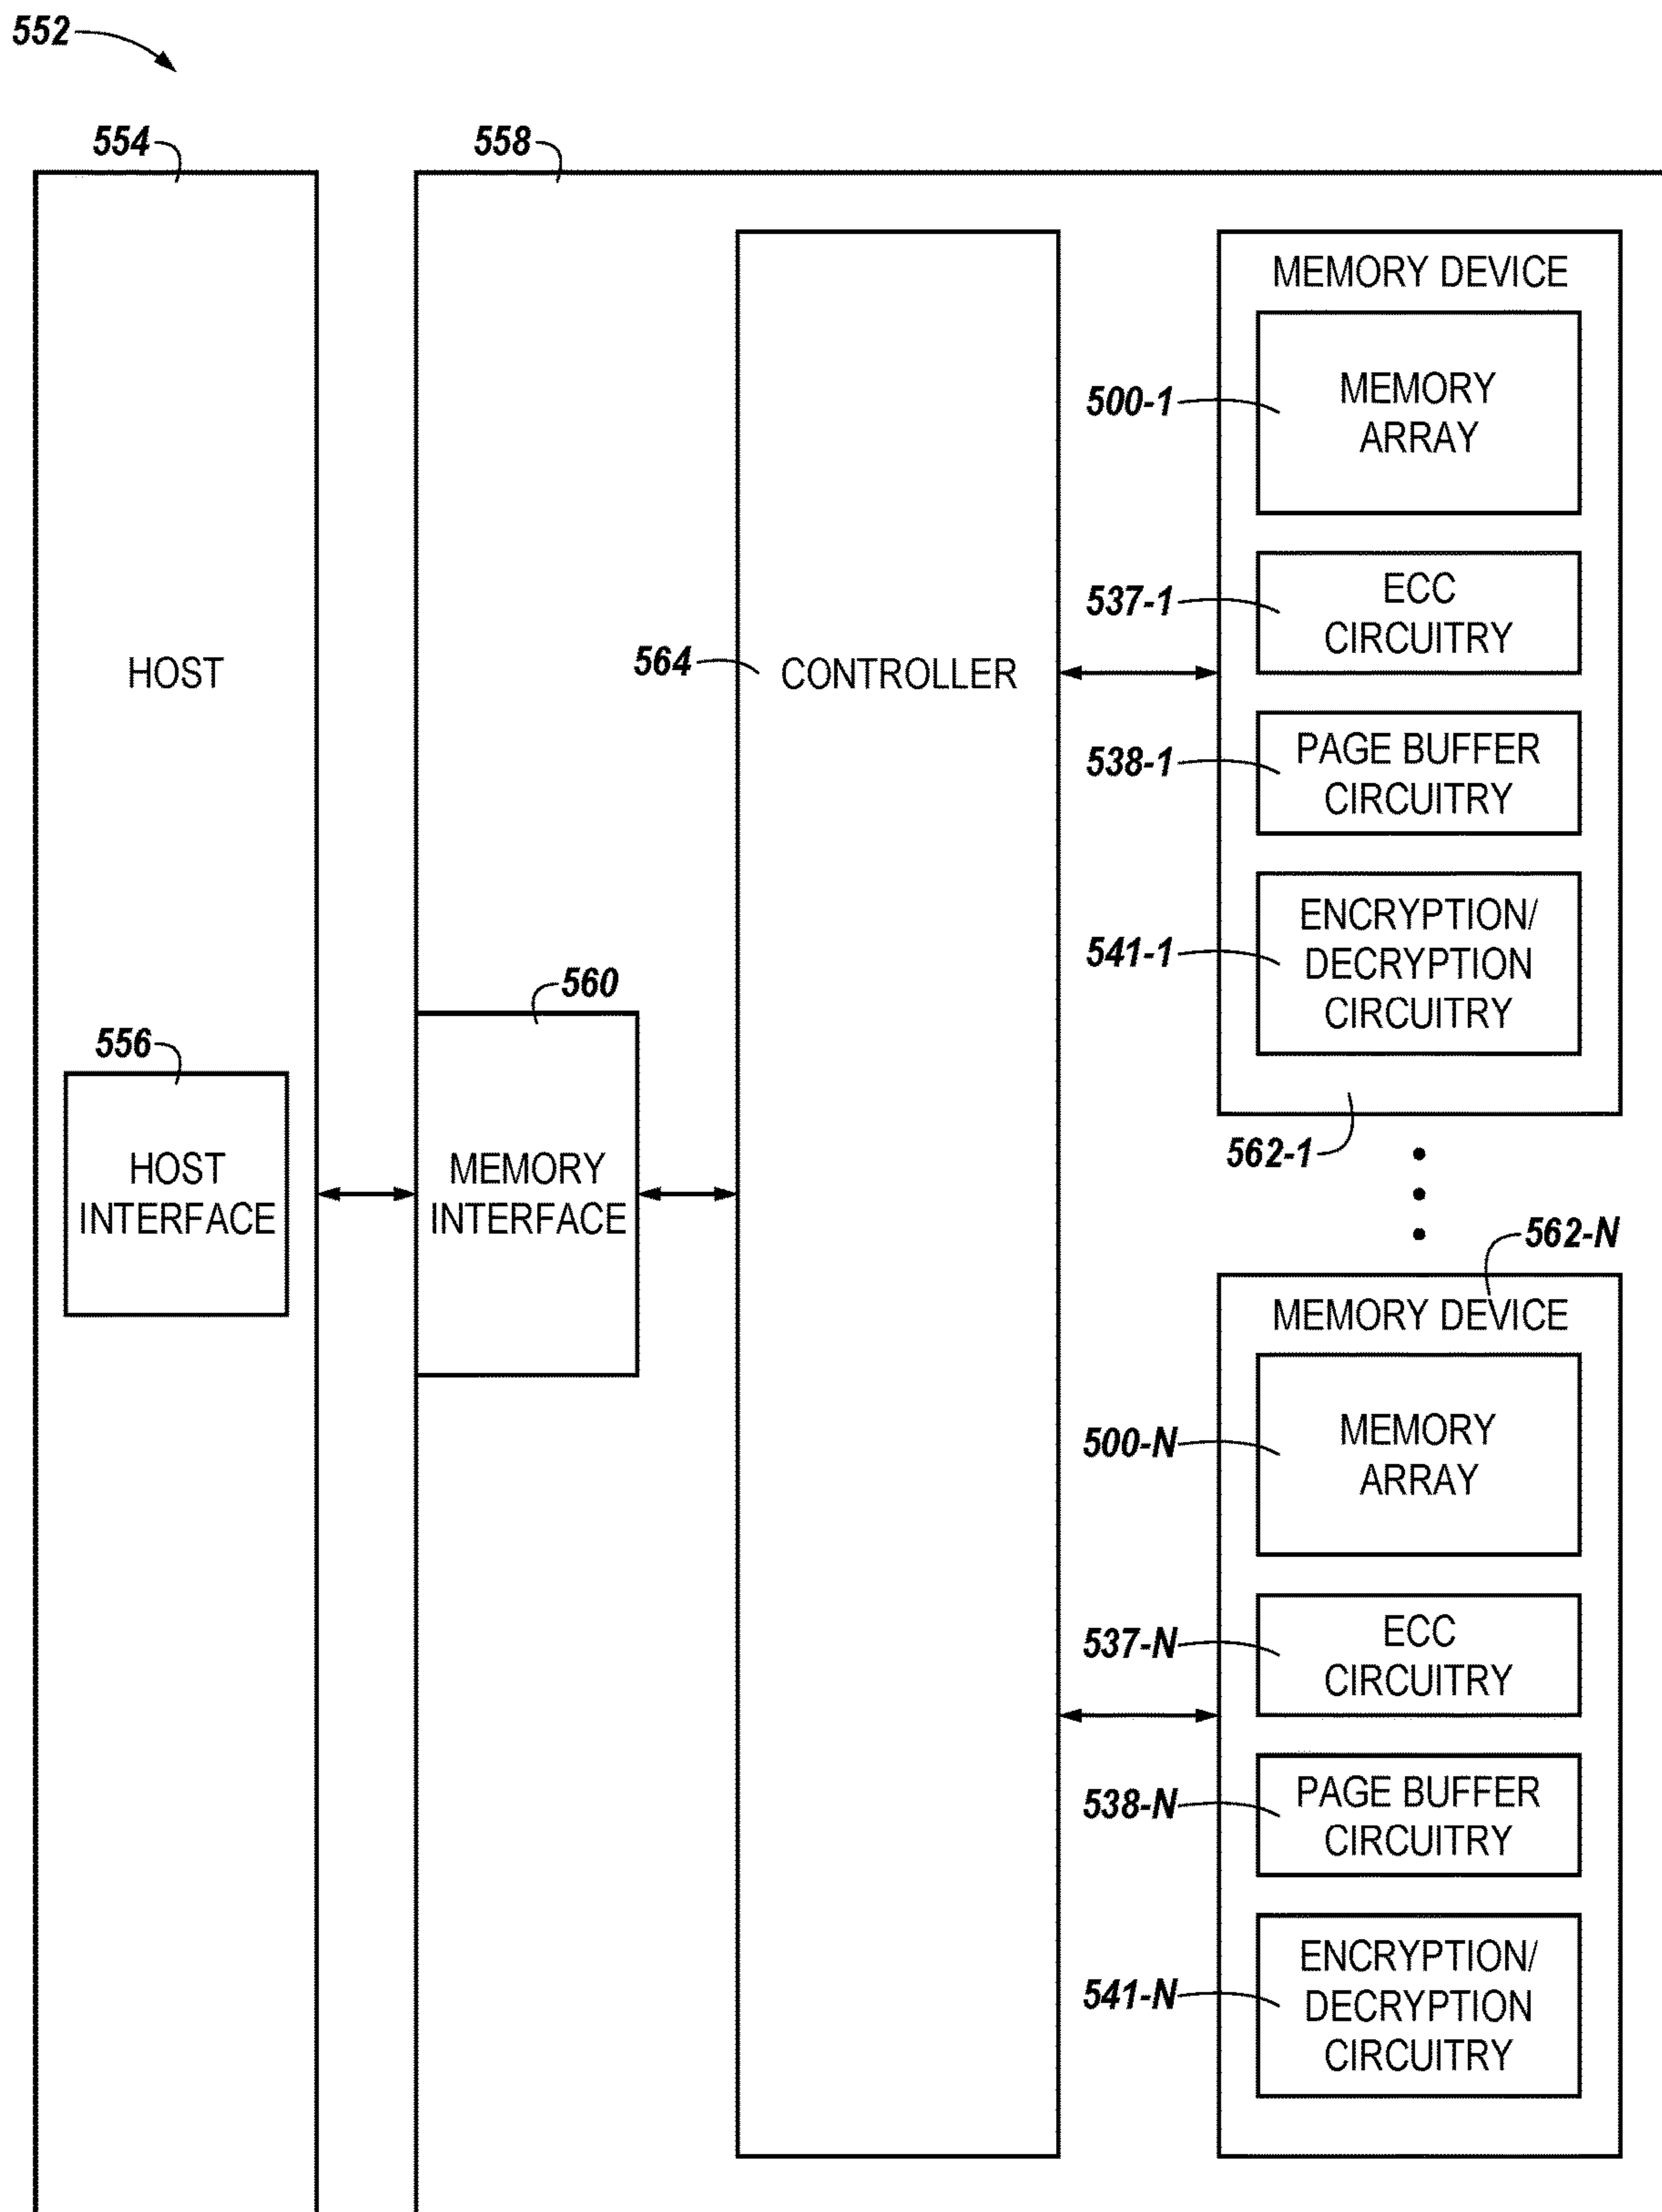 552
554
558
MEMORY DEVICE
500-1
MEMORY
ARRAY
537-1
ECC
CIRCUITRY
HOST
564
CONTROLLER
538-1
PAGE BUFFER
CIRCUITRY
541-1
ENCRYPTION/
DECRYPTION
CIRCUITRY
560
556
562-1
HOST
INTERFACE
MEMORY
INTERFACE
562-N
MEMORY DEVICE
500-N
MEMORY
ARRAY
537-N
ECC
CIRCUITRY
538-N
PAGE BUFFER
CIRCUITRY
541-N
ENCRYPTION/
DECRYPTION
CIRCUITRY